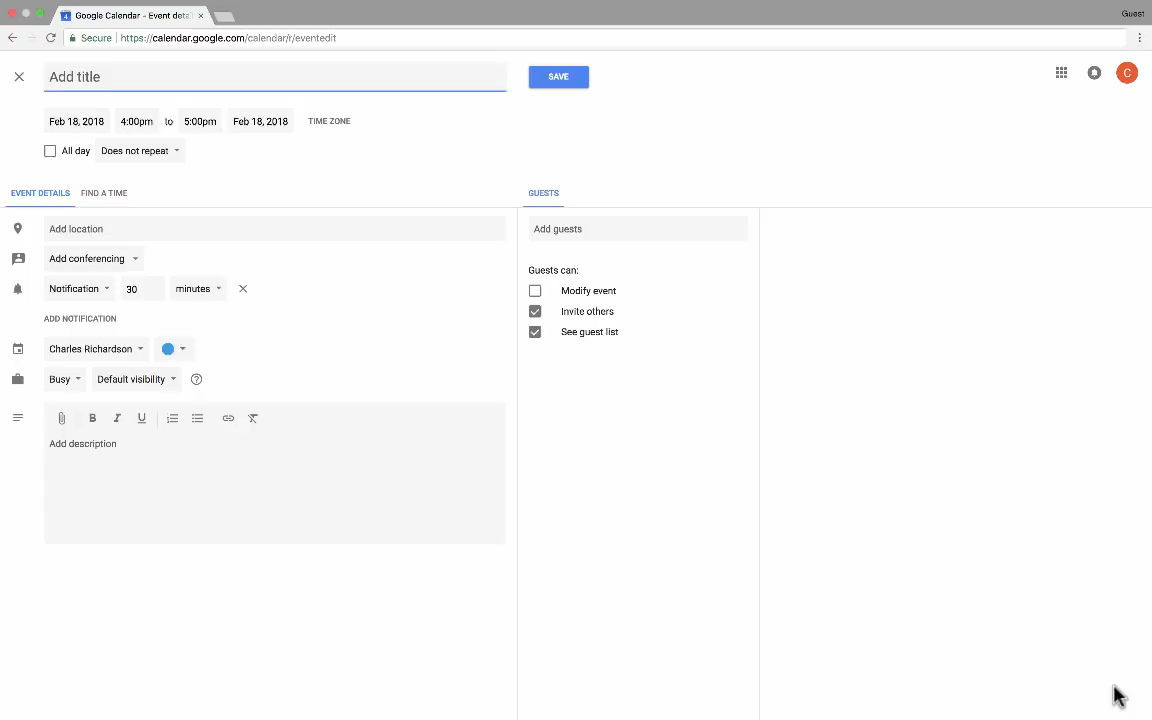 Google Calendar - Event detai
Guest
Secure https://calendar.google.com/calendar/r/eventedit
Add title
SAVE
C
Feb 18, 2018 4:00pm to 5:00pm Feb 18, 2018 TIME ZONE
All day Does not repeat
EVENT DETAILS FIND A TIME
GUESTS
Add location
Add guests
Add conferencing
Guests can:
Notification 30 minutes
Modify event
Invite others
ADD NOTIFICATION
See guest list
Charles Richardson
Busy Default visibility
B I U
Add description